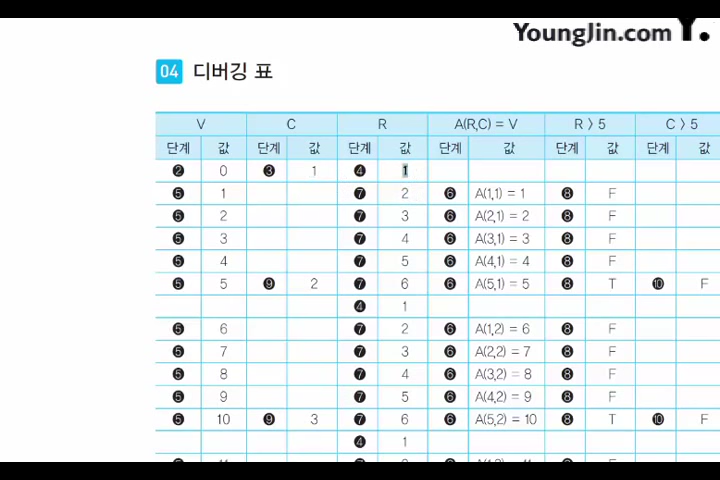 YoungJin.com Y.
04 디버깅 표
V C R A(R,C) = V R > 5 C > 5
단계 값 단계 값 단계 값 단계 값 단계 값 단계 값
❷ 0 ❸ 1 ❹ 1
❺ 1 ❼ 2 ❻ A(1,1) = 1 ❽ F
❺ 2 ❼ 3 ❻ A(2,1) = 2 ❽ F
❺ 3 ❼ 4 ❻ A(3,1) = 3 ❽ F
❺ 4 ❼ 5 ❻ A(4,1) = 4 ❽ F
❺ 5 ❾ 2 ❼ 6 ❻ A(5,1) = 5 ❽ T ❿ F
❹ 1
❺ 6 ❼ 2 ❻ A(1,2) = 6 ❽ F
❺ 7 ❼ 3 ❻ A(2,2) = 7 ❽ F
❺ 8 ❼ 4 ❻ A(3,2) = 8 ❽ F
❺ 9 ❼ 5 ❻ A(4,2) = 9 ❽ F
❺ 10 ❾ 3 ❼ 6 ❻ A(5,2) = 10 ❽ T ❿ F
❹ 1